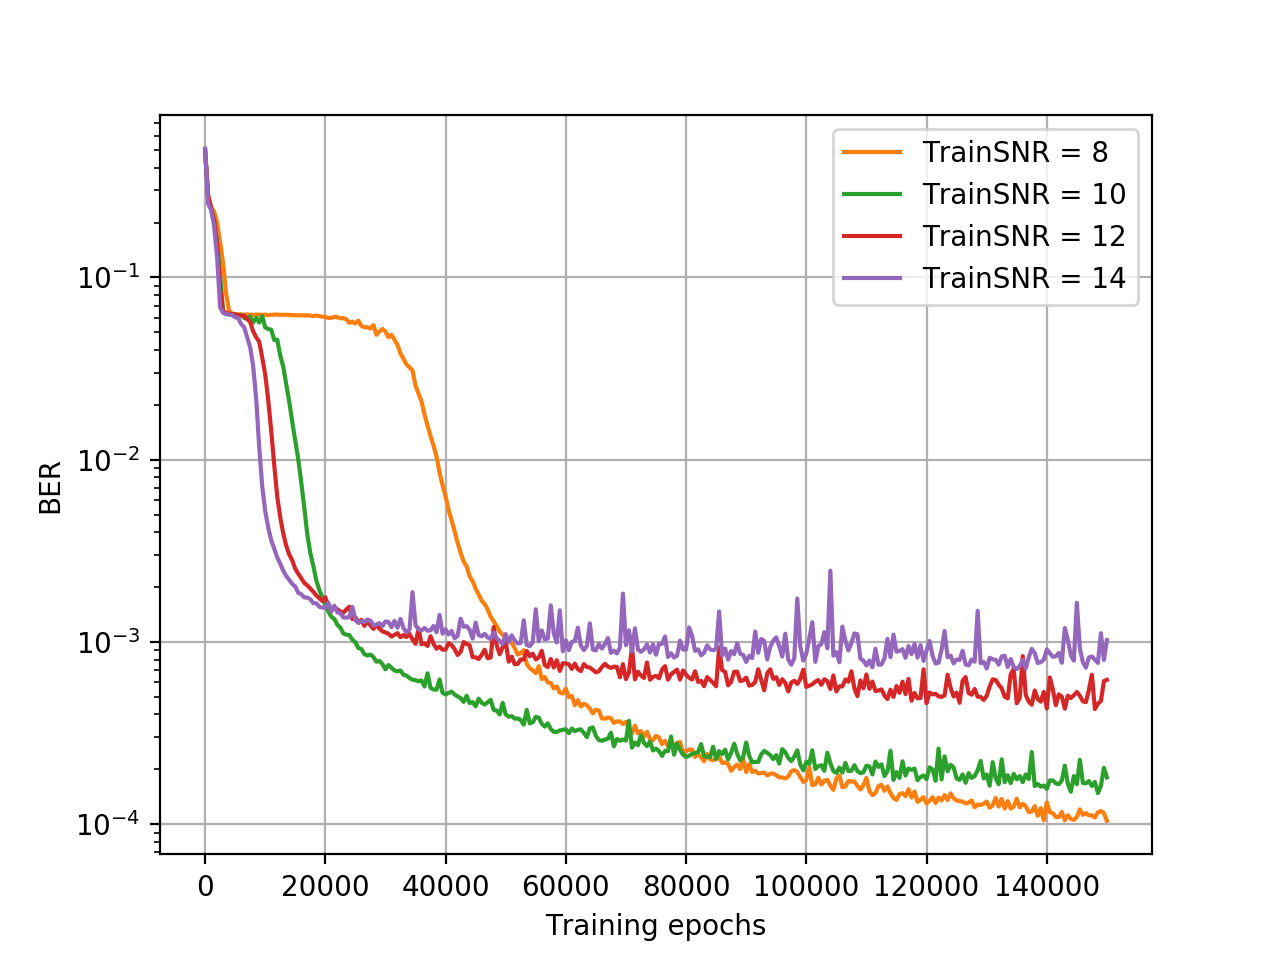 TrainSNR = 8
TrainSNR = 10
TrainSNR = 12
TrainSNR = 14
10⁻¹
10⁻²
10⁻³
10⁻⁴
BER
0 20000 40000 60000 80000 100000 120000 140000
Training epochs